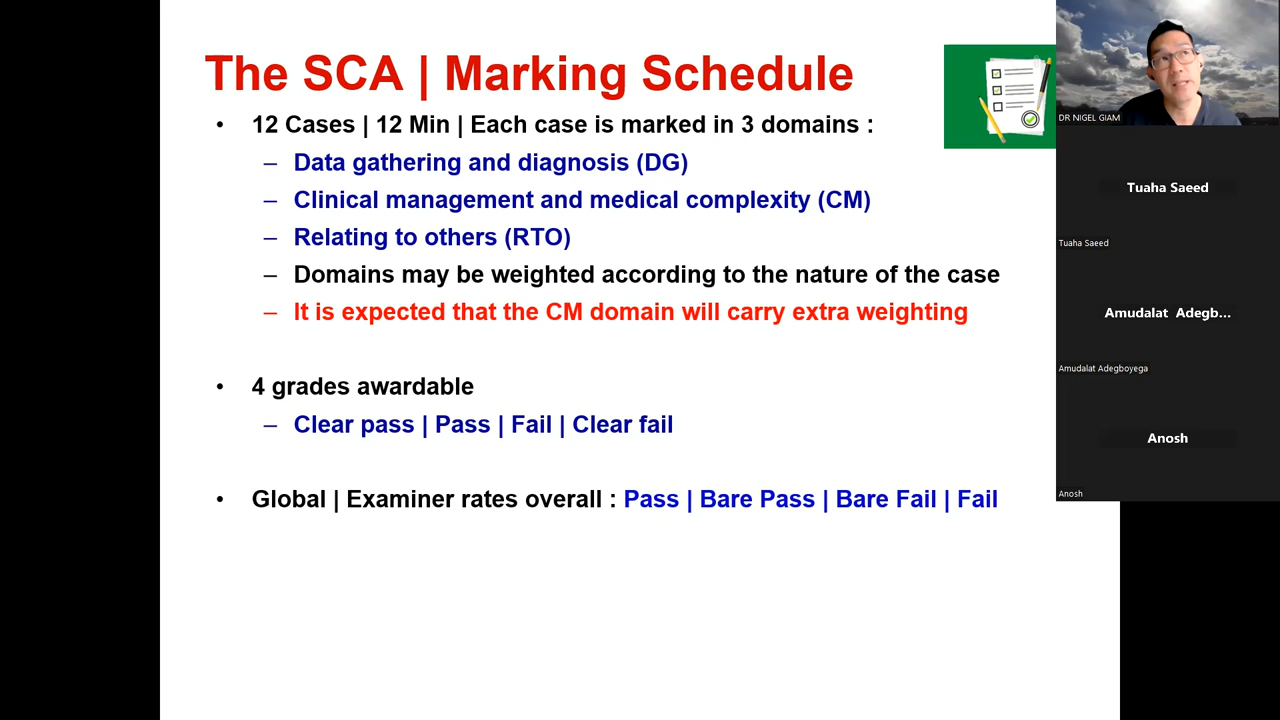 The SCA | Marking Schedule
• 12 Cases | 12 Min | Each case is marked in 3 domains :
– Data gathering and diagnosis (DG)
– Clinical management and medical complexity (CM)
– Relating to others (RTO)
– Domains may be weighted according to the nature of the case
– It is expected that the CM domain will carry extra weighting
• 4 grades awardable
– Clear pass | Pass | Fail | Clear fail
• Global | Examiner rates overall : Pass | Bare Pass | Bare Fail | Fail
DR NIGEL GIAM
Tuaha Saeed
Tuaha Saeed
Amudalat Adegb...
Amudalat Adegboyega
Anosh
Anosh